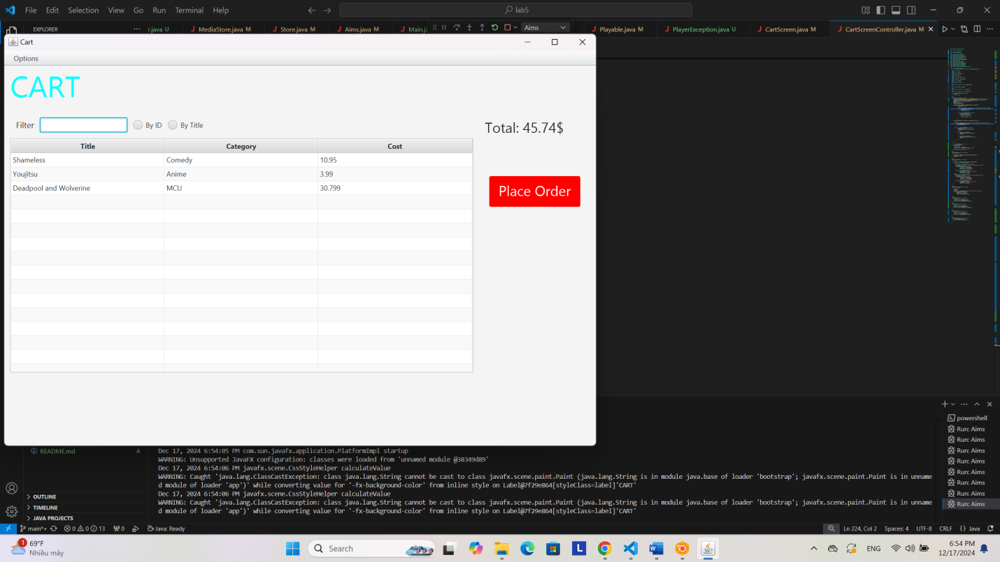 File Edit Selection View Go Run Terminal Help lab5
EXPLORER ... r.java U MediaStore.java M Store.java M Aims.java M Main.j Aims Playable.java M PlayerException.java U CartScreen.java M CartScreenController.java M
Cart
Options
CART
Filter By ID By Title
Total: 45.74$
Title Category Cost
Shameless Comedy 10.95
Youjitsu Anime 3.99
Deadpool and Wolverine MCU 30.799
Place Order
powershell
Run: Aims
Run: Aims
Run: Aims
Run: Aims
Run: Aims
Run: Aims
Run: Aims
Run: Aims
README.md A
OUTLINE
TIMELINE
JAVA PROJECTS
Dec 17, 2024 6:54:05 PM com.sun.javafx.application.PlatformImpl startup
WARNING: Unsupported JavaFX configuration: classes were loaded from 'unnamed module @38349d89'
Dec 17, 2024 6:54:06 PM javafx.scene.CssStyleHelper calculateValue
WARNING: Caught 'java.lang.ClassCastException: class java.lang.String cannot be cast to class javafx.scene.paint.Paint (java.lang.String is in module java.base of loader 'bootstrap'; javafx.scene.paint.Paint is in unname
d module of loader 'app')' while converting value for '-fx-background-color' from inline style on Label@7f29e864[styleClass=label]'CART'
Dec 17, 2024 6:54:06 PM javafx.scene.CssStyleHelper calculateValue
WARNING: Caught 'java.lang.ClassCastException: class java.lang.String cannot be cast to class javafx.scene.paint.Paint (java.lang.String is in module java.base of loader 'bootstrap'; javafx.scene.paint.Paint is in unname
d module of loader 'app')' while converting value for '-fx-background-color' from inline style on Label@7f29e864[styleClass=label]'CART'
main*+ 0 0 13 0 Java: Ready Ln 224, Col 2 Spaces: 4 UTF-8 CRLF {} Java
1 69°F
Nhiều mây
Search
L
W
ENG
6:54 PM
12/17/2024